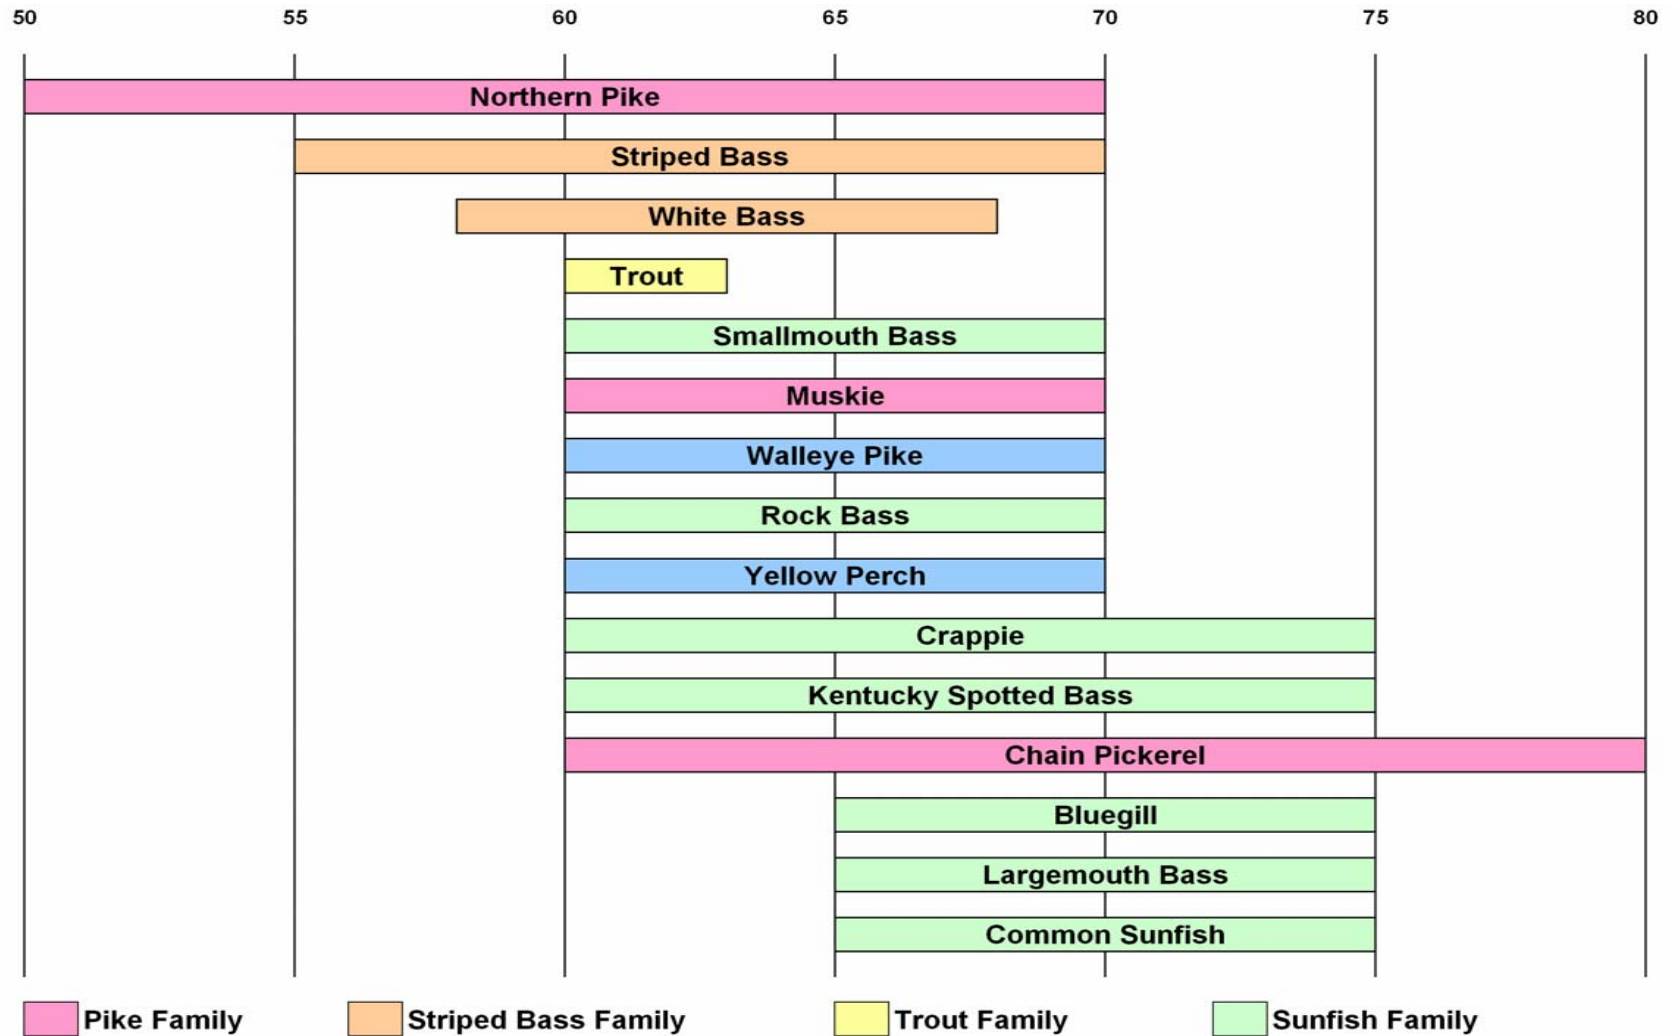 50 55 60 65 70 75 80
Northern Pike
Striped Bass
White Bass
Trout
Smallmouth Bass
Muskie
Walleye Pike
Rock Bass
Yellow Perch
Crappie
Kentucky Spotted Bass
Chain Pickerel
Bluegill
Largemouth Bass
Common Sunfish
Pike Family Striped Bass Family Trout Family Sunfish Family